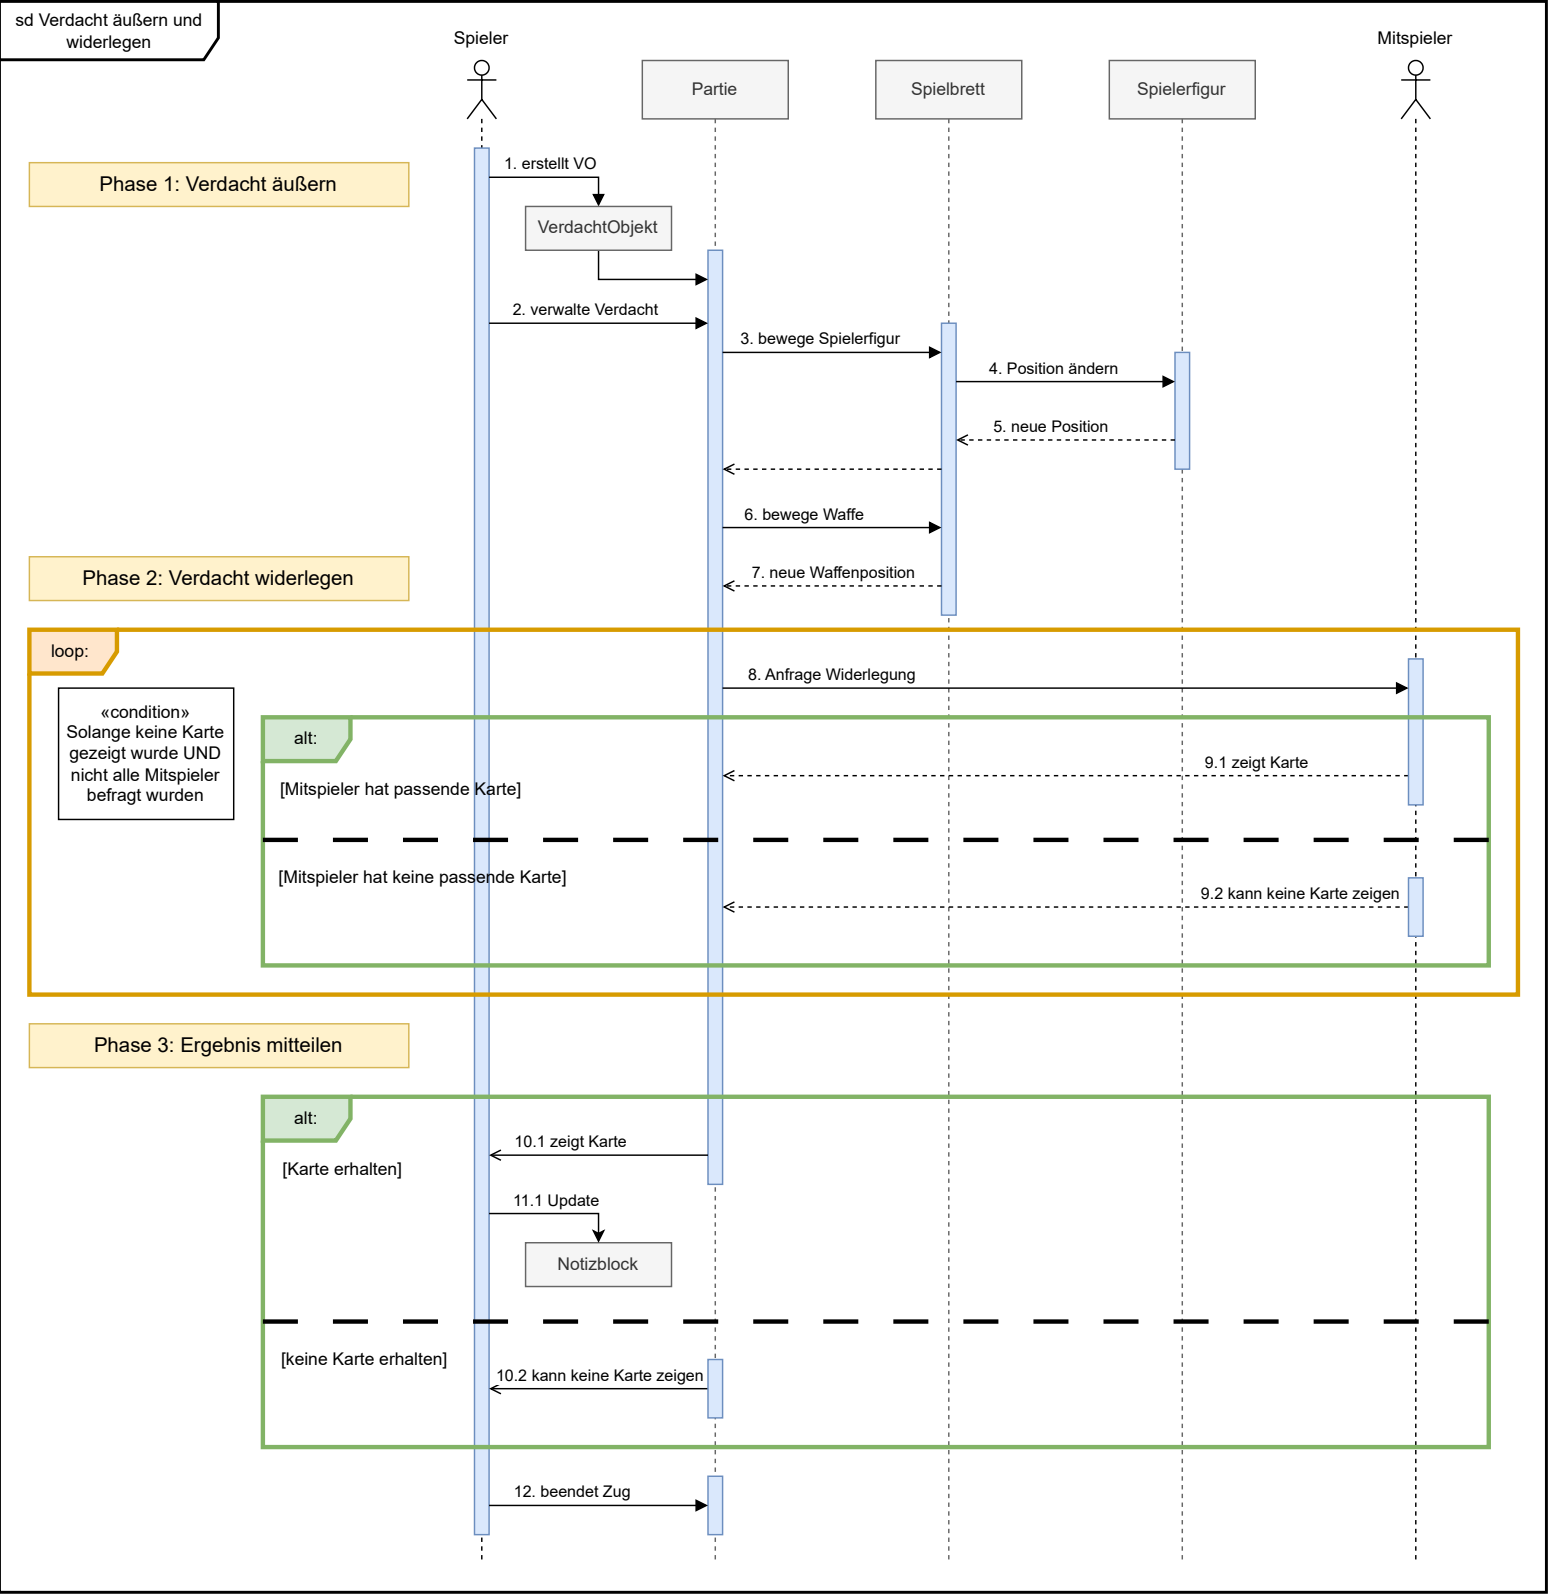 sd Verdacht äußern und
widerlegen
Spieler
Mitspieler
Partie
Spielbrett
Spielerfigur
1. erstellt VO
Phase 1: Verdacht äußern
VerdachtObjekt
2. verwalte Verdacht
3. bewege Spielerfigur
4. Position ändern
5. neue Position
6. bewege Waffe
7. neue Waffenposition
Phase 2: Verdacht widerlegen
loop:
8. Anfrage Widerlegung
«condition»
Solange keine Karte
gezeigt wurde UND
nicht alle Mitspieler
befragt wurden
alt:
9.1 zeigt Karte
[Mitspieler hat passende Karte]
[Mitspieler hat keine passende Karte]
9.2 kann keine Karte zeigen
Phase 3: Ergebnis mitteilen
alt:
10.1 zeigt Karte
[Karte erhalten]
11.1 Update
Notizblock
[keine Karte erhalten]
10.2 kann keine Karte zeigen
12. beendet Zug